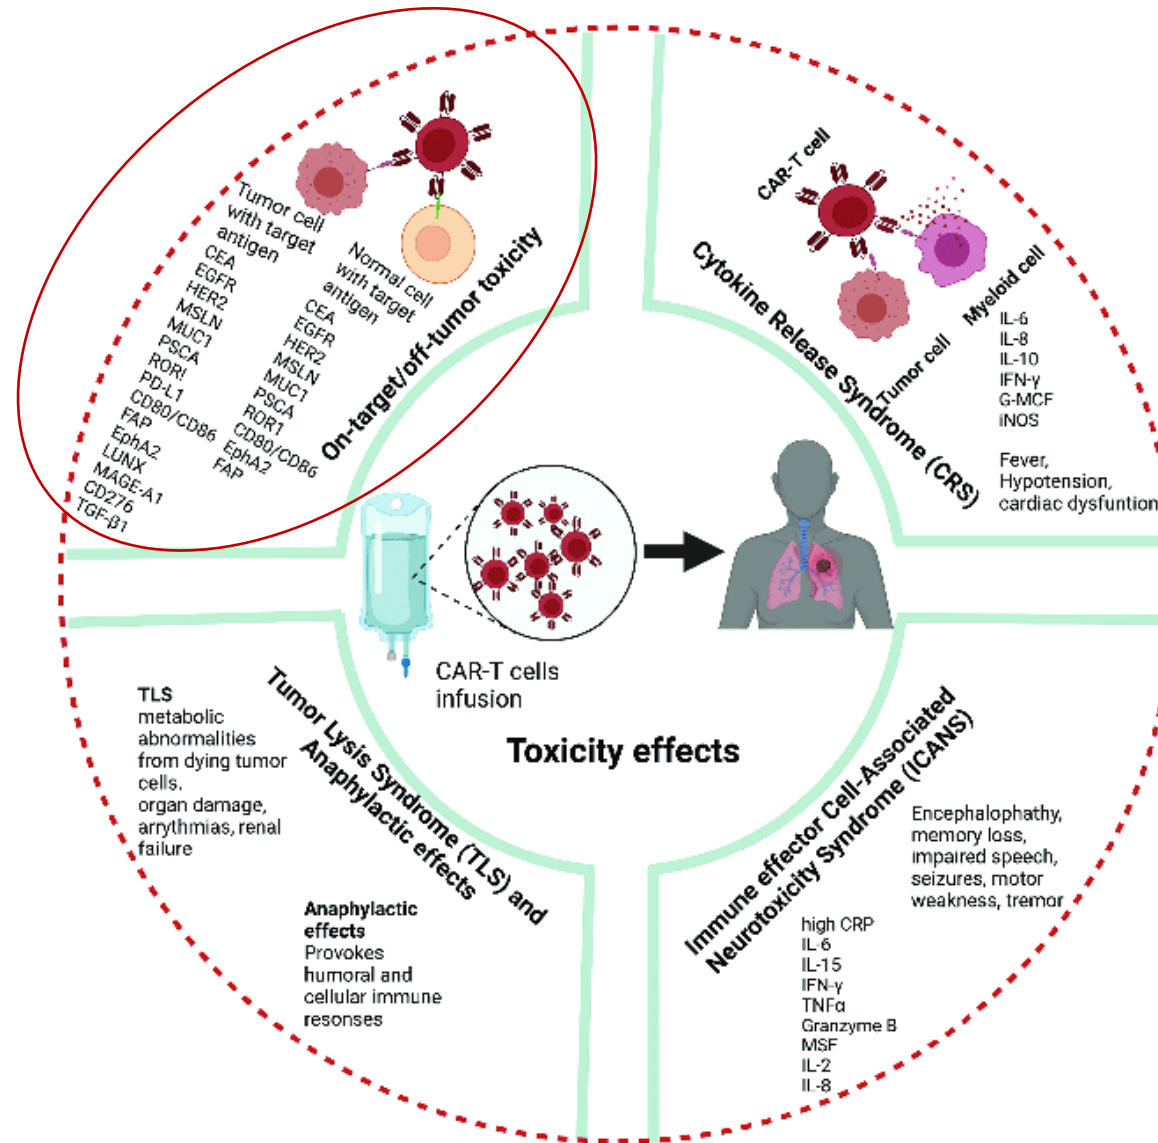 Tumor cell
with target
antigen
CEA
EGFR
HER2
MSLN
MUC1
PSCA
RORI
PD-L1
CD80/CD86
FAP
EphA2
LUNX
MAGE-A1
CD276
TGF-β1
Normal cell
with target
antigen
CEA
EGFR
HER2
MSLN
MUC1
PSCA
ROR1
CD80/CD86
EphA2
FAP
On-target/off-tumor toxicity
CAR-T cell
Myeloid cell
Tumor cell
Cytokine Release Syndrome (CRS)
IL-6
IL-8
IL-10
IFN-γ
G-MCF
iNOS
Fever,
Hypotension,
cardiac dysfuntion
CAR-T cells
infusion
Toxicity effects
TLS
metabolic
abnormalities
from dying tumor
cells.
organ damage,
arrythmias, renal
failure
Tumor Lysis Syndrome (TLS) and
Anaphylactic effects
Anaphylactic
effects
Provokes
humoral and
cellular immune
resonses
Immune effector Cell-Associated
Neurotoxicity Syndrome (ICANS)
Encephalophathy,
memory loss,
impaired speech,
seizures, motor
weakness, tremor
high CRP
IL-6
IL-15
IFN-γ
TNFα
Granzyme B
MSF
IL-2
IL-8